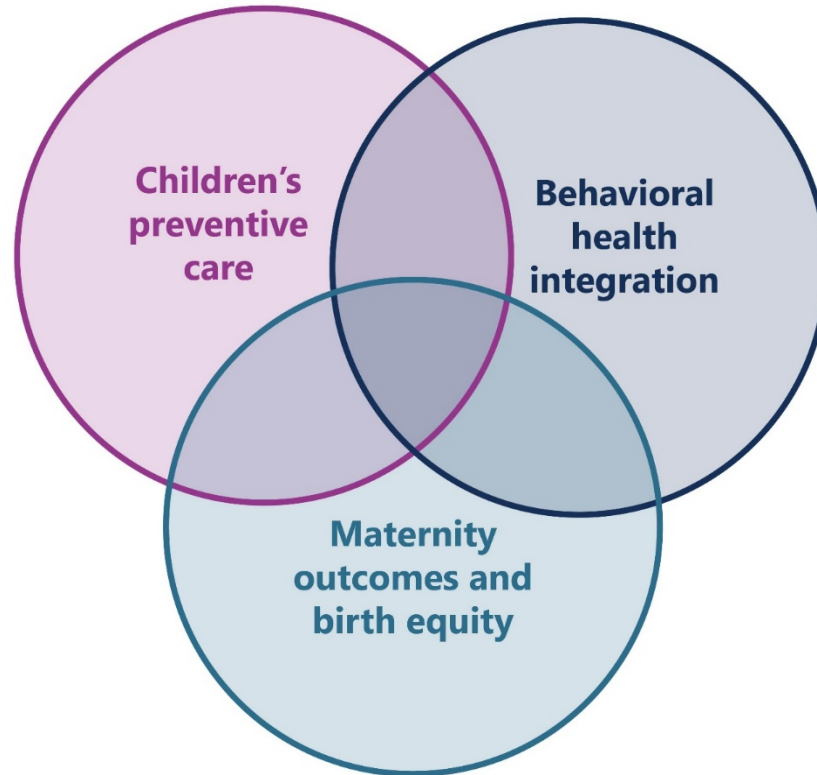 Children's
preventive
care
Behavioral
health
integration
Maternity
outcomes and
birth equity